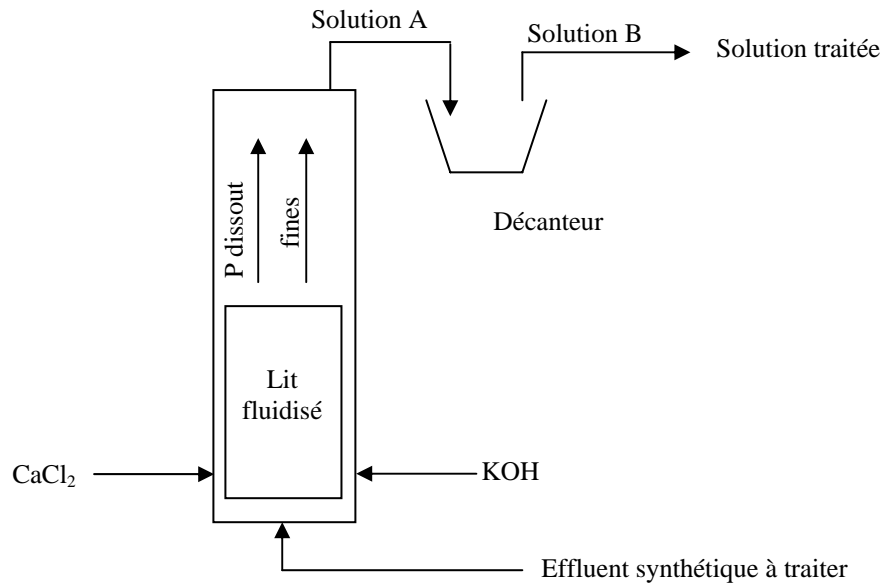 Solution A
Solution B
Solution traitée
P dissout
fines
Décanteur
Lit
fluidisé
CaCl₂
KOH
Effluent synthétique à traiter